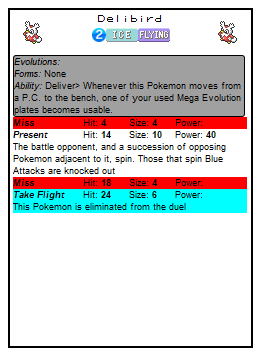 Delibird
2 ICE FLYING
Evolutions:
Forms: None
Ability: Deliver> Whenever this Pokemon moves from
a P.C. to the bench, one of your used Mega Evolution
plates becomes usable.
Miss Hit: 4 Size: 4 Power:
Present Hit: 14 Size: 10 Power: 40
The battle opponent, and a succession of opposing
Pokemon adjacent to it, spin. Those that spin Blue
Attacks are knocked out
Miss Hit: 18 Size: 4 Power:
Take Flight Hit: 24 Size: 6 Power:
This Pokemon is eliminated from the duel